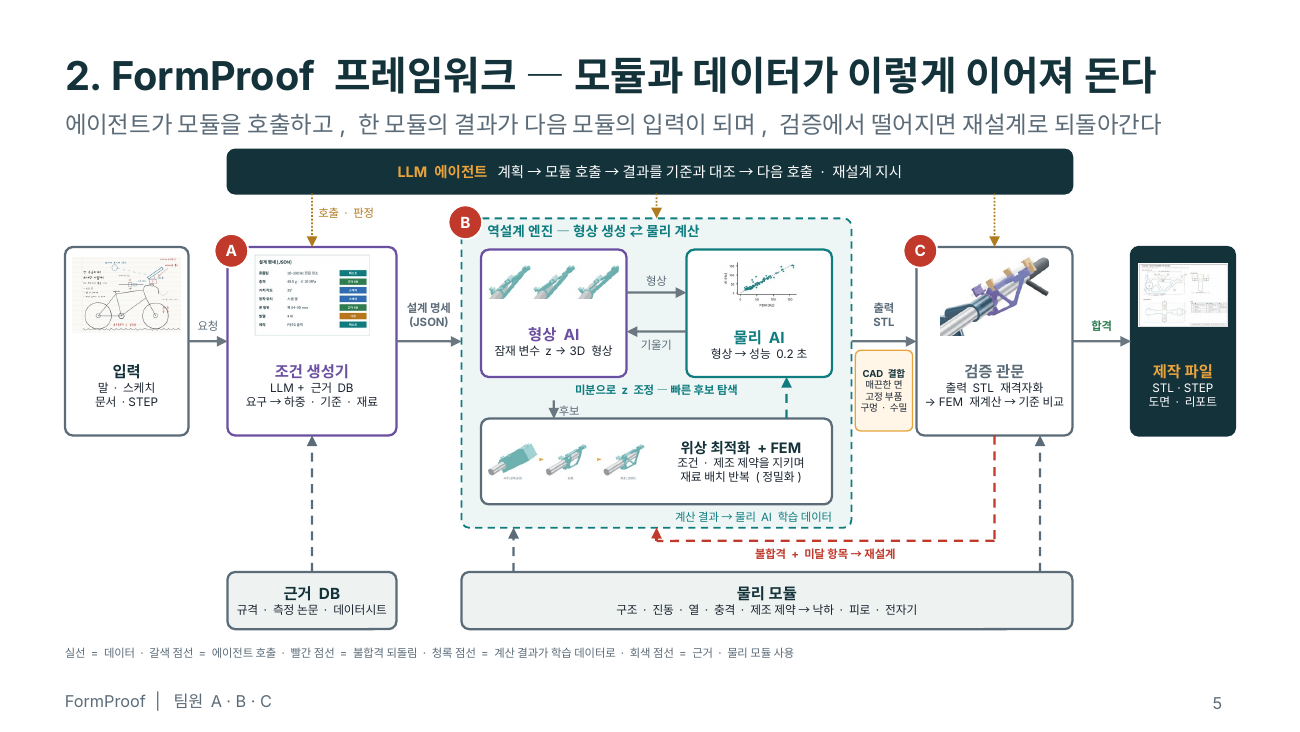 2. FormProof 프레임워크 — 모듈과 데이터가 이렇게 이어져 돈다
에이전트가 모듈을 호출하고 , 한 모듈의 결과가 다음 모듈의 입력이 되며 , 검증에서 떨어지면 재설계로 되돌아간다
LLM 에이전트 계획 → 모듈 호출 → 결과를 기준과 대조 → 다음 호출 · 재설계 지시
호출 · 판정
입력
말 · 스케치
문서 · STEP
요청
A
설계 명세 (JSON)
조건 생성기
LLM + 근거 DB
요구 → 하중 · 기준 · 재료
설계 명세
(JSON)
B
역설계 엔진 — 형상 생성 ⇄ 물리 계산
형상 AI
잠재 변수 z → 3D 형상
형상
기울기
물리 AI
형상 → 성능 0.2 초
미분으로 z 조정 — 빠른 후보 탐색
후보
위상 최적화 + FEM
조건 · 제조 제약을 지키며
재료 배치 반복 ( 정밀화 )
계산 결과 → 물리 AI 학습 데이터
출력
STL
CAD 결합
매끈한 면
고정 부품
구멍 · 수밀
C
검증 관문
출력 STL 재격자화
→ FEM 재계산 → 기준 비교
합격
제작 파일
STL · STEP
도면 · 리포트
불합격 + 미달 항목 → 재설계
근거 DB
규격 · 측정 논문 · 데이터시트
물리 모듈
구조 · 진동 · 열 · 충격 · 제조 제약 → 낙하 · 피로 · 전자기
실선 = 데이터 · 갈색 점선 = 에이전트 호출 · 빨간 점선 = 불합격 되돌림 · 청록 점선 = 계산 결과가 학습 데이터로 · 회색 점선 = 근거 · 물리 모듈 사용
FormProof | 팀원 A · B · C
5